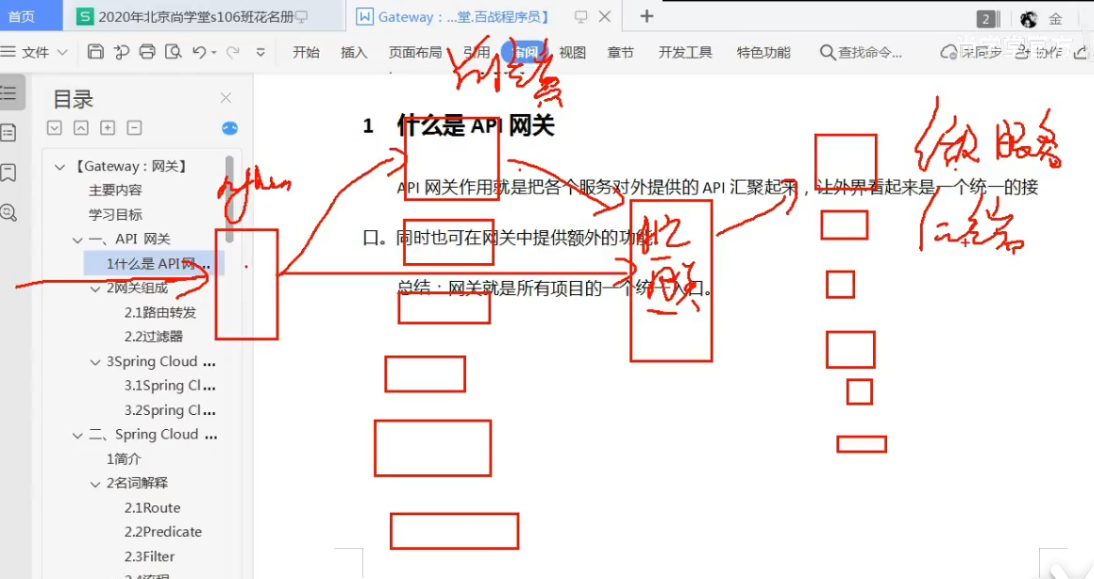 首页
2020年北京尚学堂s106班花名册
Gateway：...堂.百战程序员】
2
金
文件
开始 插入 页面布局 引用 审阅 视图 章节 开发工具 特色功能 查找命令...
协作
目录
【Gateway : 网关】
主要内容
学习目标
一、API 网关
1什么是 API网 ...
2网关组成
2.1路由转发
2.2过滤器
3Spring Cloud ...
3.1Spring Cl...
3.2Spring Cl...
二、Spring Cloud ...
1简介
2名词解释
2.1Route
2.2Predicate
2.3Filter
1 什么是 API 网关
API 网关作用就是把各个服务对外提供的 API 汇聚起来，让外界看起来是一个统一的接
口。同时也可在网关中提供额外的功能。
总结：网关就是所有项目的一个统一入口。
服务